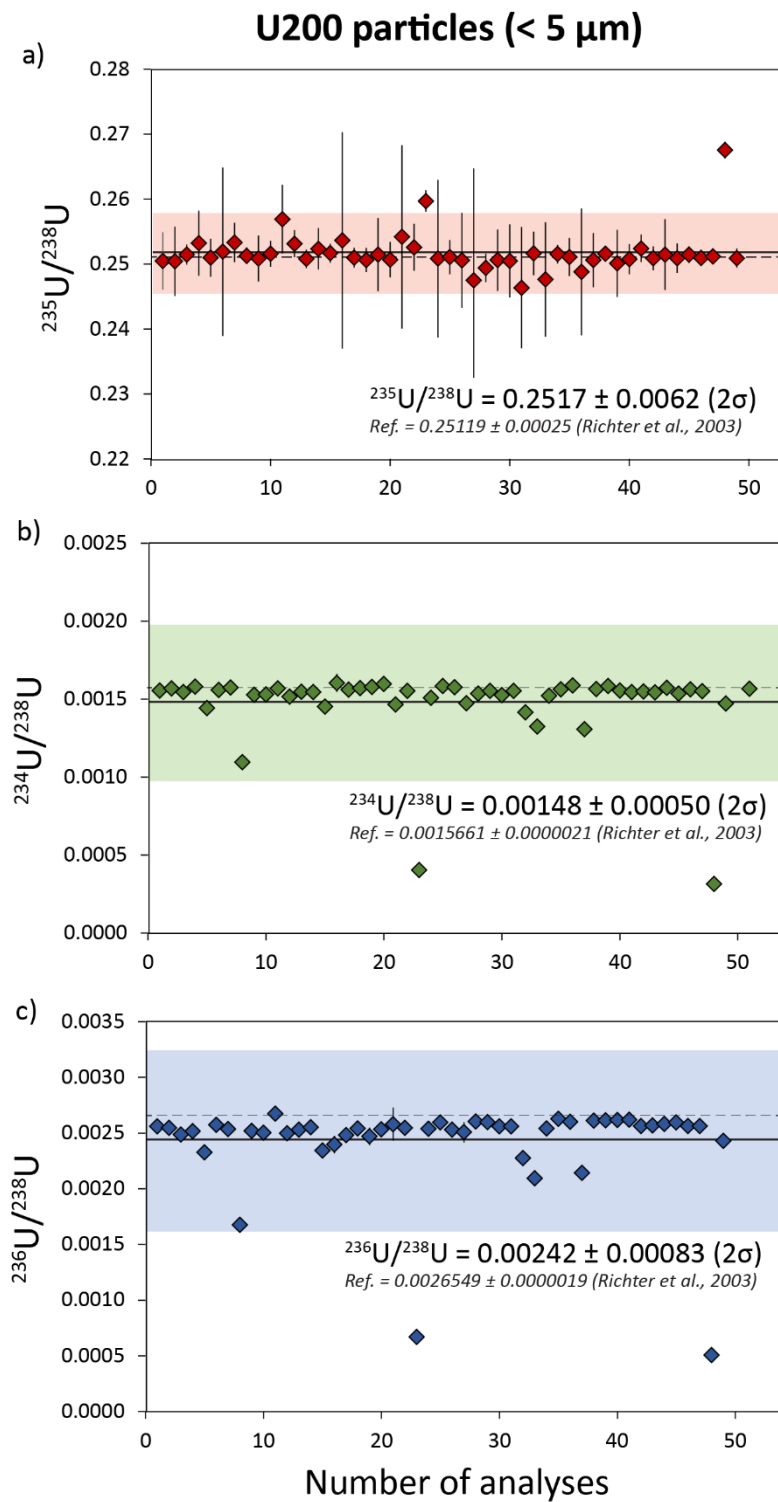 U200 particles (< 5 µm)
a)
0.28
0.27
0.26
0.25
0.24
0.23
0.22
²³⁵U/²³⁸U
²³⁵U/²³⁸U = 0.2517 ± 0.0062 (2σ)
Ref. = 0.25119 ± 0.00025 (Richter et al., 2003)
0 10 20 30 40 50
b)
0.0025
0.0020
0.0015
0.0010
0.0005
0.0000
²³⁴U/²³⁸U
²³⁴U/²³⁸U = 0.00148 ± 0.00050 (2σ)
Ref. = 0.0015661 ± 0.0000021 (Richter et al., 2003)
0 10 20 30 40 50
c)
0.0035
0.0030
0.0025
0.0020
0.0015
0.0010
0.0005
0.0000
²³⁶U/²³⁸U
²³⁶U/²³⁸U = 0.00242 ± 0.00083 (2σ)
Ref. = 0.0026549 ± 0.0000019 (Richter et al., 2003)
0 10 20 30 40 50
Number of analyses